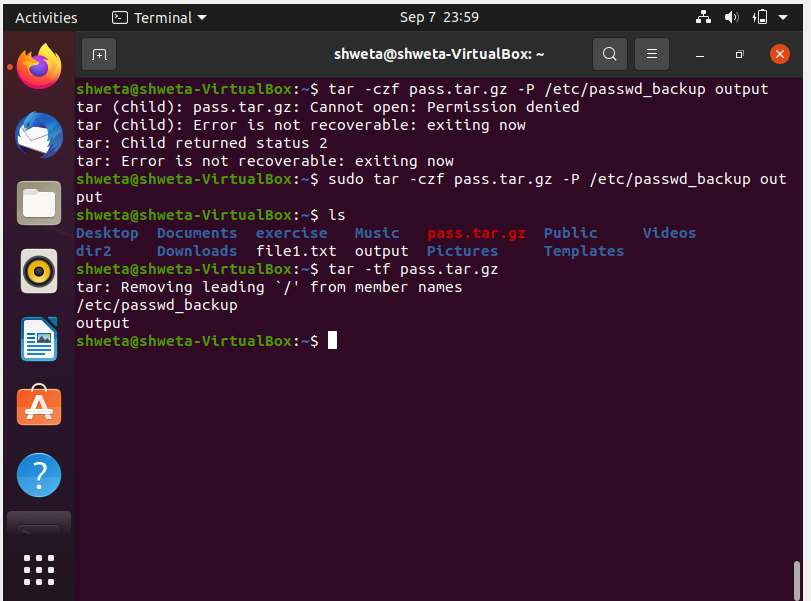 Activities Terminal Sep 7 23:59
shweta@shweta-VirtualBox: ~
shweta@shweta-VirtualBox:~$ tar -czf pass.tar.gz -P /etc/passwd_backup output
tar (child): pass.tar.gz: Cannot open: Permission denied
tar (child): Error is not recoverable: exiting now
tar: Child returned status 2
tar: Error is not recoverable: exiting now
shweta@shweta-VirtualBox:~$ sudo tar -czf pass.tar.gz -P /etc/passwd_backup out
put
shweta@shweta-VirtualBox:~$ ls
Desktop Documents exercise Music pass.tar.gz Public Videos
dir2 Downloads file1.txt output Pictures Templates
shweta@shweta-VirtualBox:~$ tar -tf pass.tar.gz
tar: Removing leading `/' from member names
/etc/passwd_backup
output
shweta@shweta-VirtualBox:~$